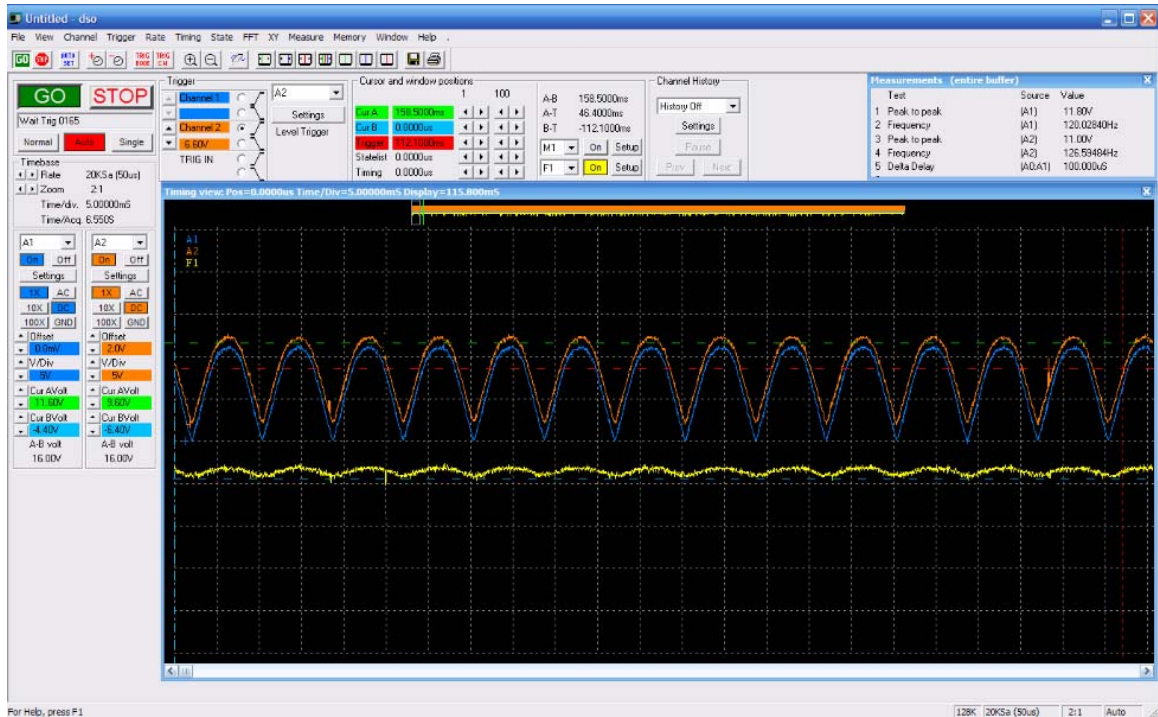 Untitled - dso
File View Channel Trigger Rate Timing State FFT XY Measure Memory Window Help .
GO DATA SET TRIG MODE TRIG CH
GO STOP
Wait Trig 0165
Normal Auto Single
Timebase
Rate 20KSa (50us)
Zoom 2:1
Time/div. 5.00000mS
Time/Acq. 6.550S
Trigger
Channel 1
Channel 2
6.60V
TRIG IN
A2
Settings
Level Trigger
Cursor and window positions
1 100
Cur A 158.5000ms
Cur B 0.0000us
Trigger 112.1000ms
Statelist 0.0000us
Timing 0.0000us
A-B 158.5000ms
A-T 46.4000ms
B-T -112.1000ms
M1 On Setup
F1 On Setup
Channel History
History Off
Settings
Pause
Prev Next
Measurements (entire buffer)
Test Source Value
1 Peak to peak (A1) 11.80V
2 Frequency (A1) 120.02840Hz
3 Peak to peak (A2) 11.00V
4 Frequency (A2) 126.59484Hz
5 Delta Delay (A0:A1) 100.000uS
Timing view: Pos=0.0000us Time/Div=5.00000mS Display=115.800mS
A1
A2
F1
A1 A2
On Off On Off
Settings Settings
1X AC 1X AC
10X DC 10X DC
100X GND 100X GND
Offset Offset
0.0mV 2.0V
V/Div V/Div
5V 5V
Cur AVolt Cur AVolt
11.60V 9.60V
Cur BVolt Cur BVolt
-4.40V -6.40V
A-B volt A-B volt
16.00V 16.00V
For Help, press F1
128K 20KSa (50us) 2:1 Auto